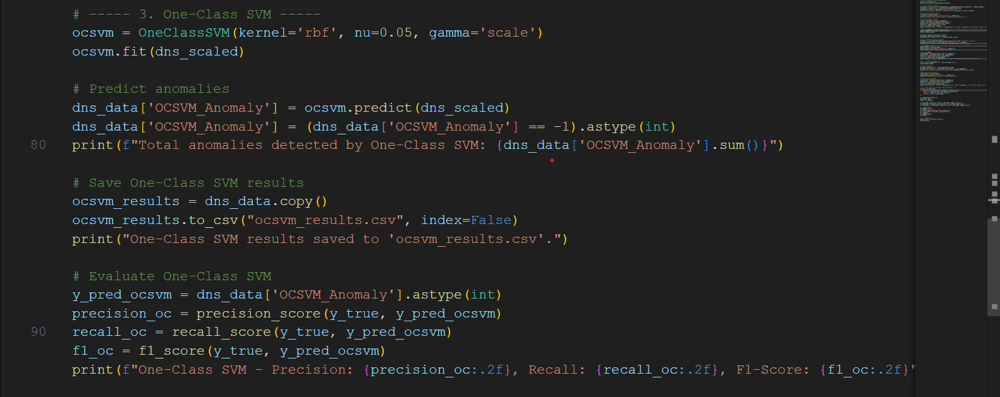 # ----- 3. One-Class SVM -----
ocsvm = OneClassSVM(kernel='rbf', nu=0.05, gamma='scale')
ocsvm.fit(dns_scaled)
# Predict anomalies
dns_data['OCSVM_Anomaly'] = ocsvm.predict(dns_scaled)
dns_data['OCSVM_Anomaly'] = (dns_data['OCSVM_Anomaly'] == -1).astype(int)
80 print(f"Total anomalies detected by One-Class SVM: {dns_data['OCSVM_Anomaly'].sum()}")
# Save One-Class SVM results
ocsvm_results = dns_data.copy()
ocsvm_results.to_csv("ocsvm_results.csv", index=False)
print("One-Class SVM results saved to 'ocsvm_results.csv'.")
# Evaluate One-Class SVM
y_pred_ocsvm = dns_data['OCSVM_Anomaly'].astype(int)
precision_oc = precision_score(y_true, y_pred_ocsvm)
90 recall_oc = recall_score(y_true, y_pred_ocsvm)
f1_oc = f1_score(y_true, y_pred_ocsvm)
print(f"One-Class SVM - Precision: {precision_oc:.2f}, Recall: {recall_oc:.2f}, F1-Score: {f1_oc:.2f}"